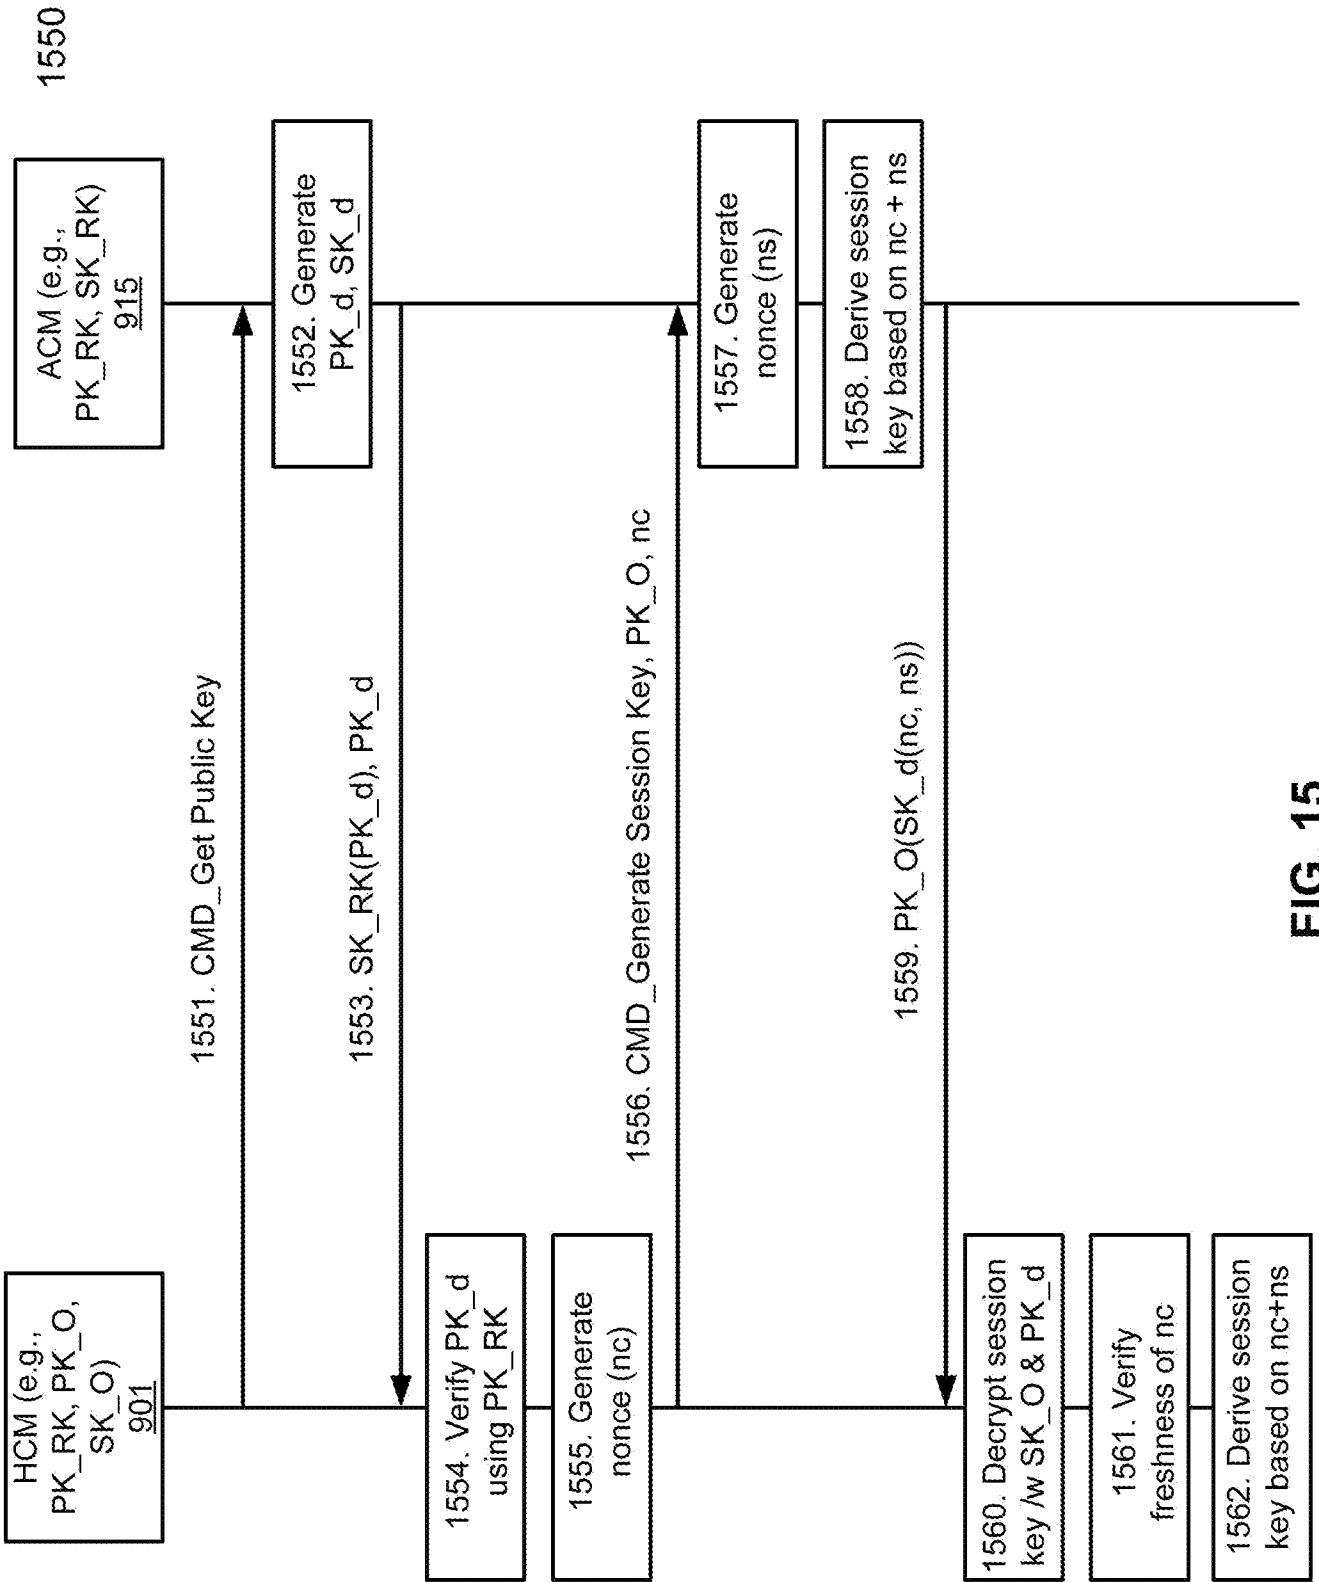 1550
HCM (e.g.,
PK_RK, PK_O,
SK_O)
901
ACM (e.g.,
PK_RK, SK_RK)
915
1551. CMD_Get Public Key
1552. Generate
PK_d, SK_d
1553. SK_RK(PK_d), PK_d
1554. Verify PK_d
using PK_RK
1555. Generate
nonce (nc)
1556. CMD_Generate Session Key, PK_O, nc
1557. Generate
nonce (ns)
1558. Derive session
key based on nc + ns
1559. PK_O(SK_d(nc, ns))
1560. Decrypt session
key /w SK_O & PK_d
1561. Verify
freshness of nc
1562. Derive session
key based on nc+ns
FIG. 15